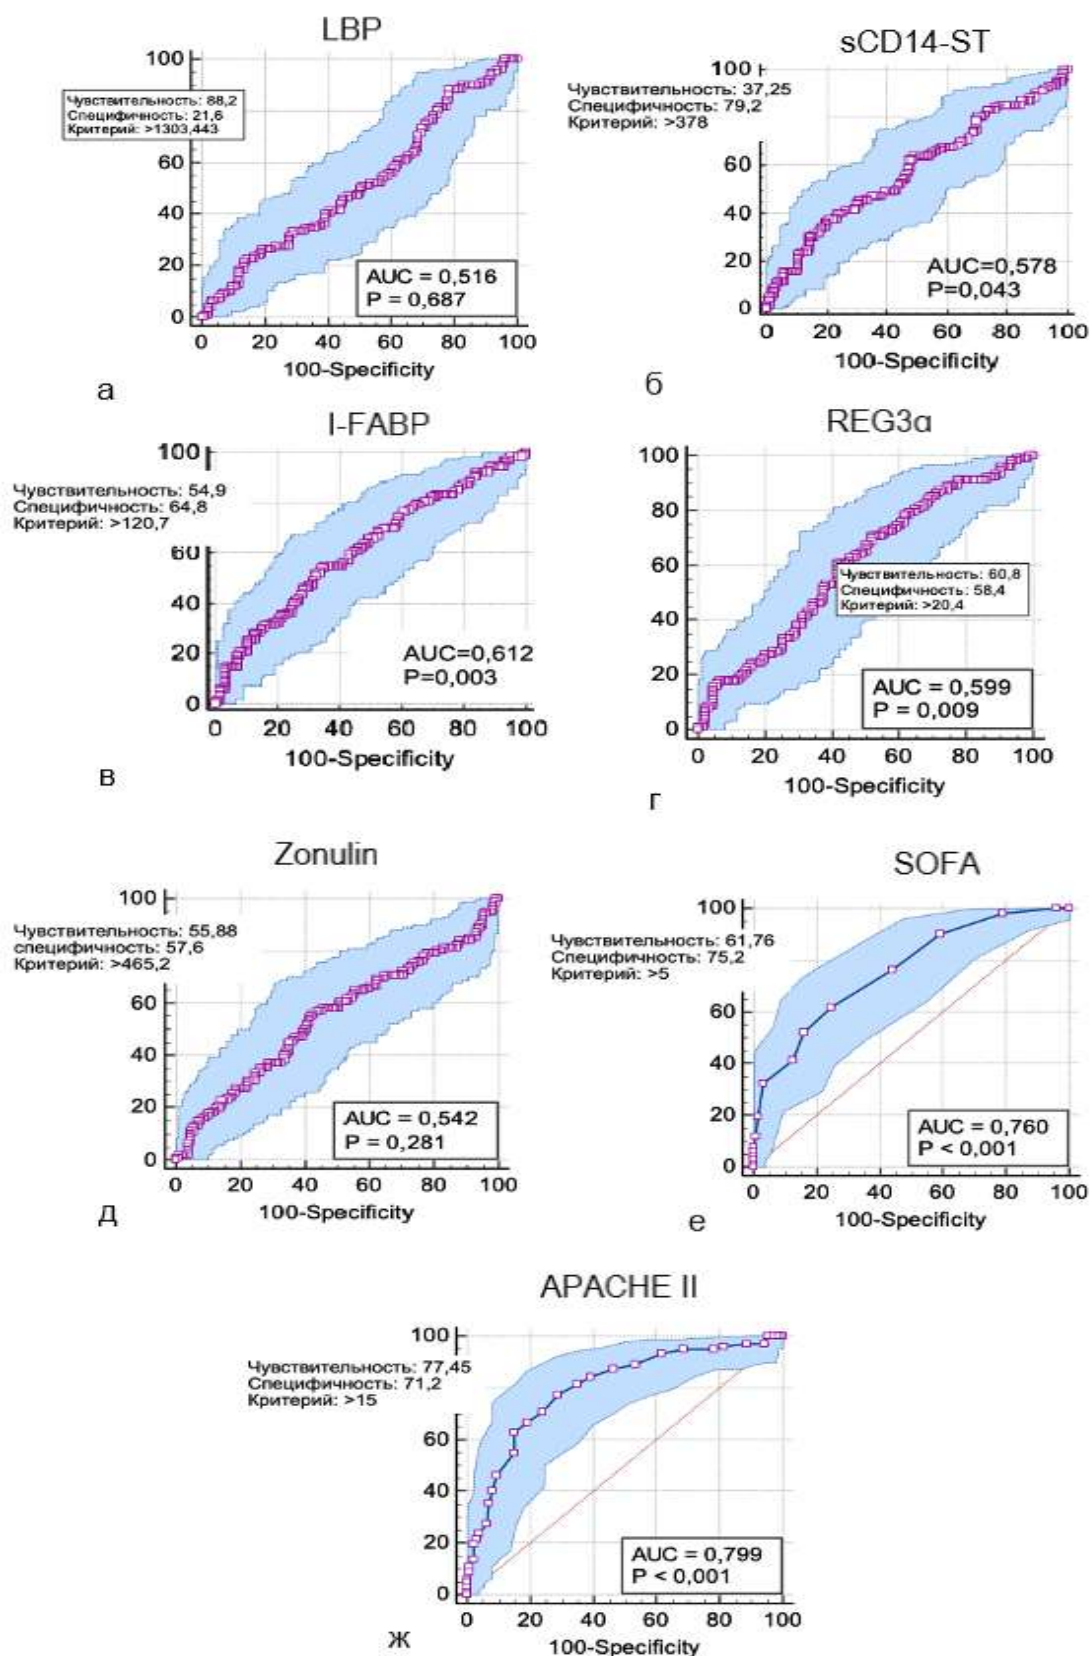 LBP
Чувствительность: 88,2
Специфичность: 21,6
Критерий: >1303,443
100
60
40
20
0
AUC = 0,516
P = 0,687
0 20 40 60 80 100
100-Specificity
а
sCD14-ST
Чувствительность: 37,25
Специфичность: 79,2
Критерий: >378
100
60
40
20
0
AUC=0,578
P=0,043
0 20 40 60 80 100
100-Specificity
б
I-FABP
Чувствительность: 54,9
Специфичность: 64,8
Критерий: >120,7
100
60
40
20
0
AUC=0,612
P=0,003
0 20 40 60 80 100
100-Specificity
в
REG3α
100
80
60
40
20
0
Чувствительность: 60,8
Специфичность: 58,4
Критерий: >20,4
AUC = 0,599
P = 0,009
0 20 40 60 80 100
100-Specificity
г
Zonulin
Чувствительность: 55,88
специфичность: 57,6
Критерий: >465,2
100
60
40
20
0
AUC = 0,542
P = 0,281
0 20 40 60 80 100
100-Specificity
д
SOFA
Чувствительность: 61,76
Специфичность: 75,2
Критерий: >5
100
60
40
20
0
AUC = 0,760
P < 0,001
0 20 40 60 80 100
100-Specificity
е
APACHE II
Чувствительность: 77,45
Специфичность: 71,2
Критерий: >15
100
60
40
20
0
AUC = 0,799
P < 0,001
0 20 40 60 80 100
100-Specificity
ж